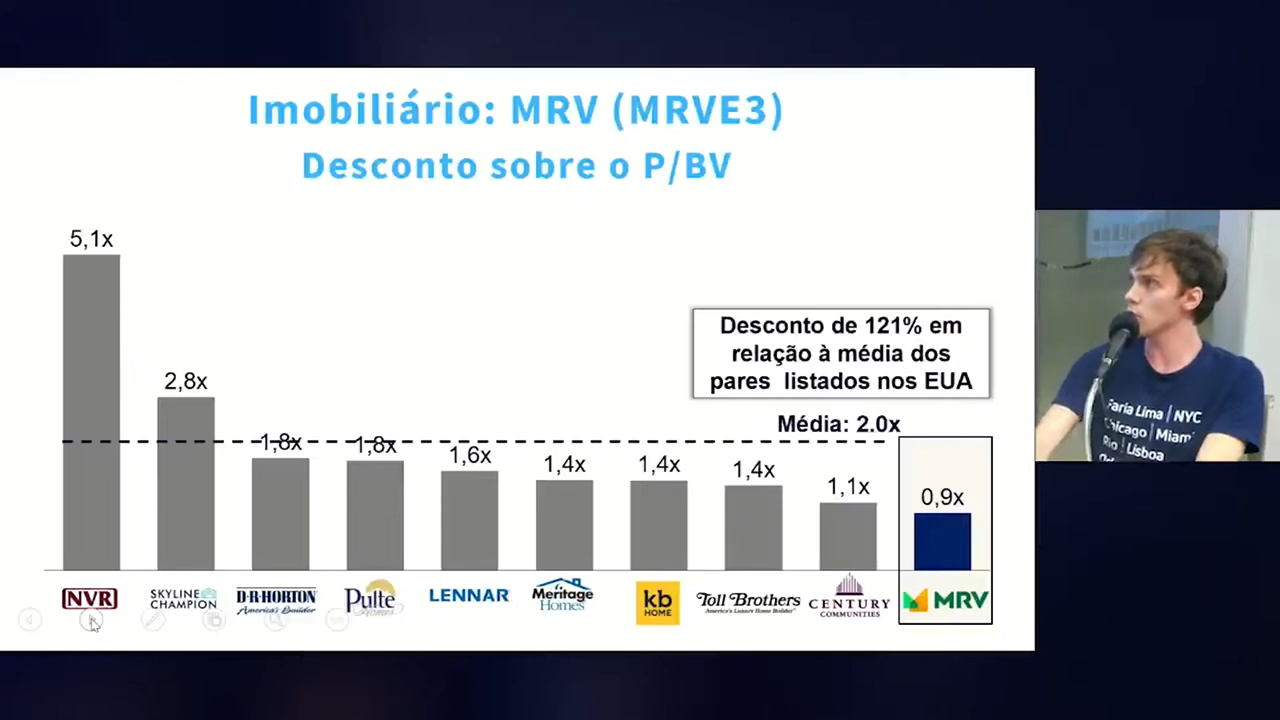 Imobiliário: MRV (MRVE3)
Desconto sobre o P/BV
5,1x
2,8x
1,8x
1,8x
1,6x
1,4x
1,4x
1,4x
1,1x
0,9x
Desconto de 121% em
relação à média dos
pares listados nos EUA
Média: 2.0x
NVR
SKYLINE
CHAMPION
D·R·HORTON
America's Builder
Pulte
LENNAR
Meritage
Homes
kb
HOME
Toll Brothers
America's Luxury Home Builder
CENTURY
COMMUNITIES
MRV
Faria Lima | NYC
Chicago | Miami
Rio | Lisboa